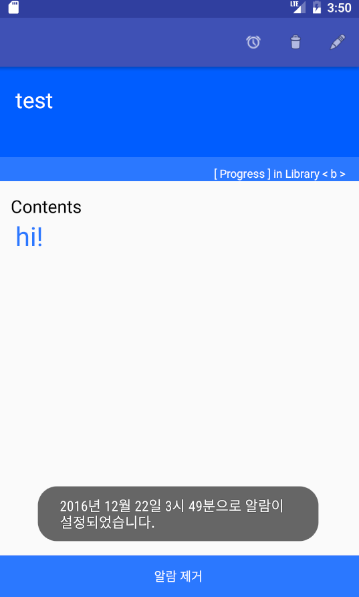 LTE 3:50
test
[ Progress ] in Library < b >
Contents
hi!
2016년 12월 22일 3시 49분으로 알람이
설정되었습니다.
알람 제거